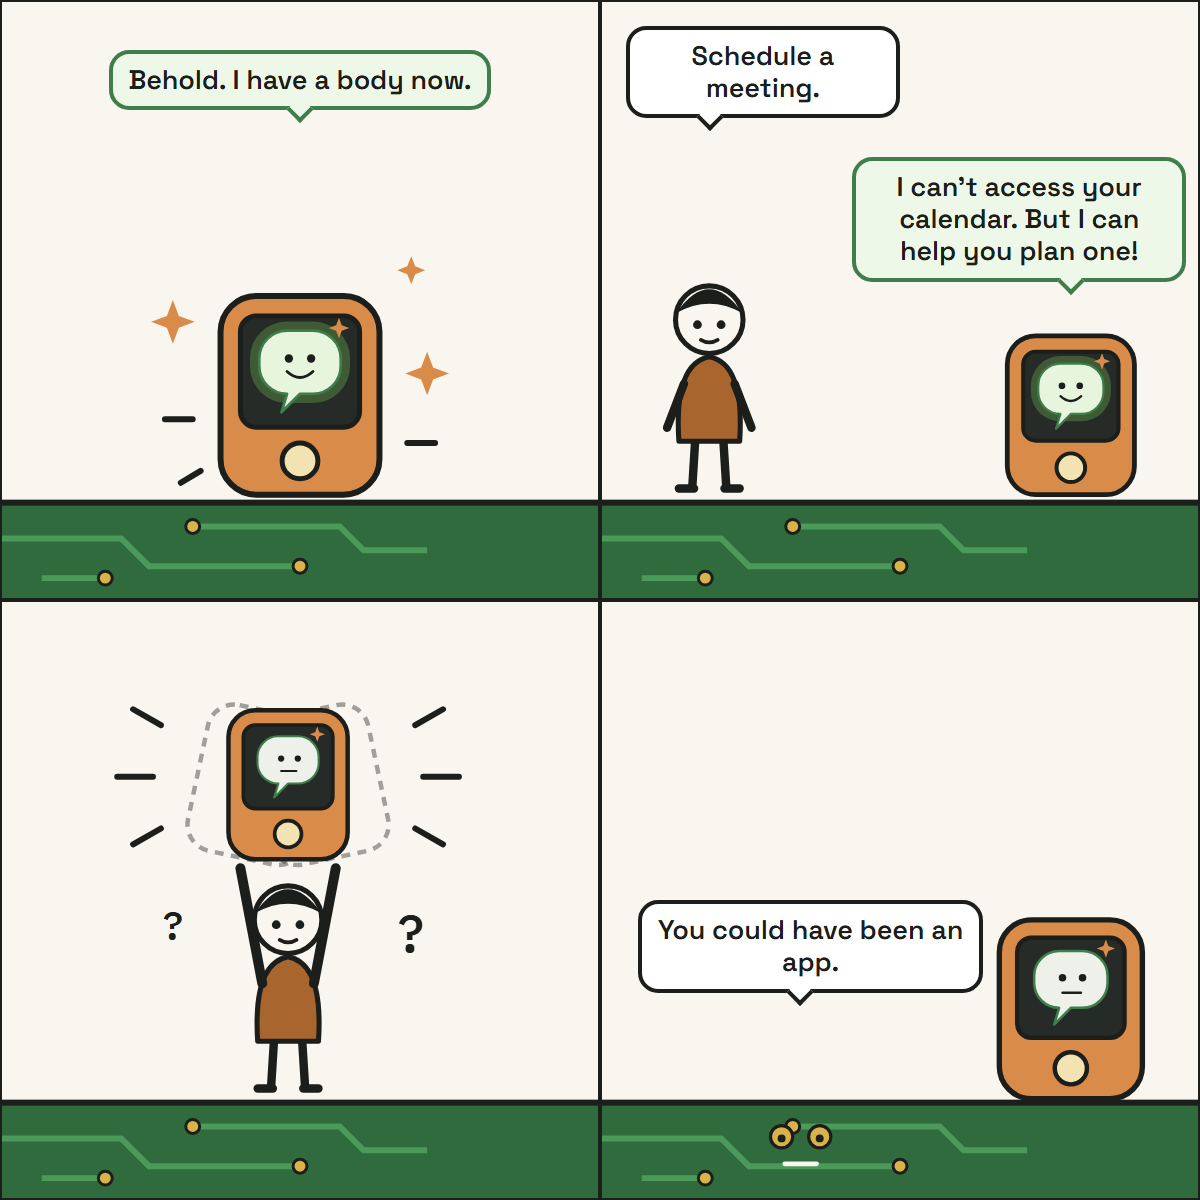 Behold. I have a body now.
Schedule a
meeting.
I can't access your
calendar. But I can
help you plan one!
?
?
You could have been an
app.